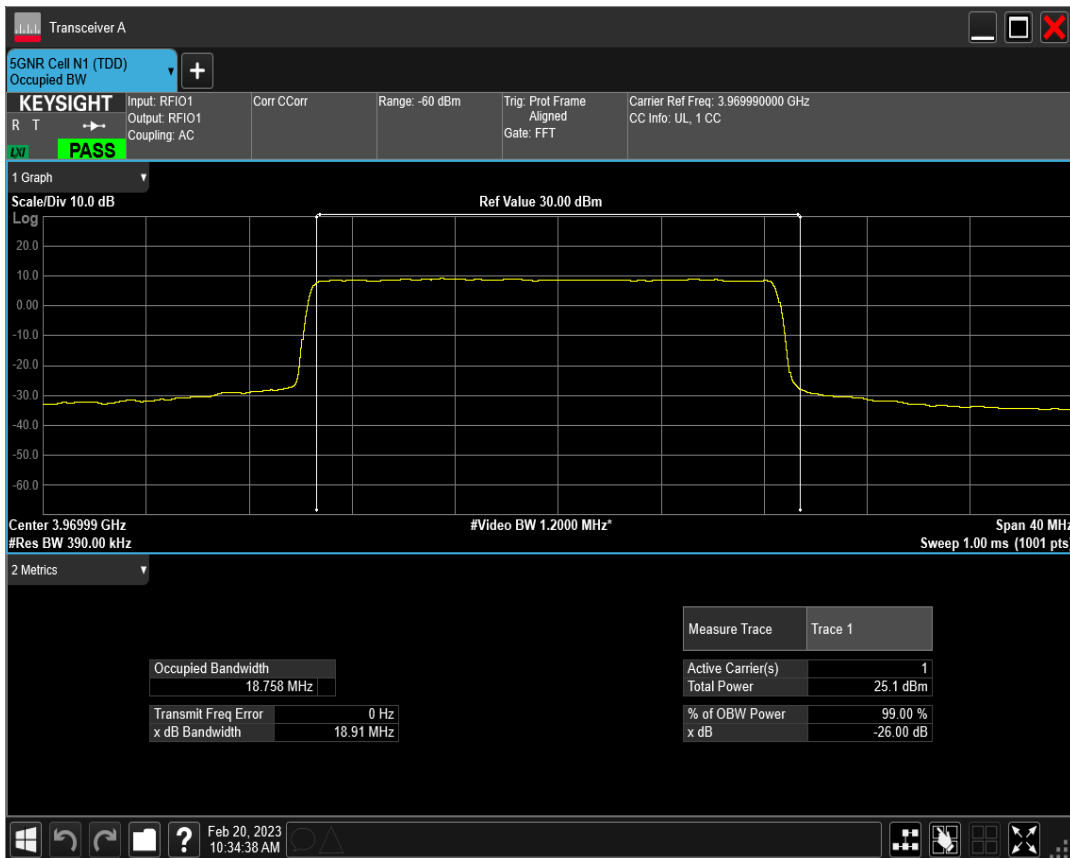 Transceiver A
5GNR Cell N1 (TDD)
Occupied BW
KEYSIGHT
R T
LXI
PASS
Input: RFIO1
Output: RFIO1
Coupling: AC
Corr CCorr
Range: -60 dBm
Trig: Prot Frame
Aligned
Gate: FFT
Carrier Ref Freq: 3.969990000 GHz
CC Info: UL, 1 CC
1 Graph
Scale/Div 10.0 dB
Ref Value 30.00 dBm
Log
20.0
10.0
0.00
-10.0
-20.0
-30.0
-40.0
-50.0
-60.0
Center 3.96999 GHz
#Video BW 1.2000 MHz*
Span 40 MHz
#Res BW 390.00 kHz
Sweep 1.00 ms (1001 pts)
2 Metrics
Measure Trace Trace 1
Occupied Bandwidth
18.758 MHz
Active Carrier(s) 1
Total Power 25.1 dBm
Transmit Freq Error 0 Hz
x dB Bandwidth 18.91 MHz
% of OBW Power 99.00 %
x dB -26.00 dB
?
Feb 20, 2023
10:34:38 AM